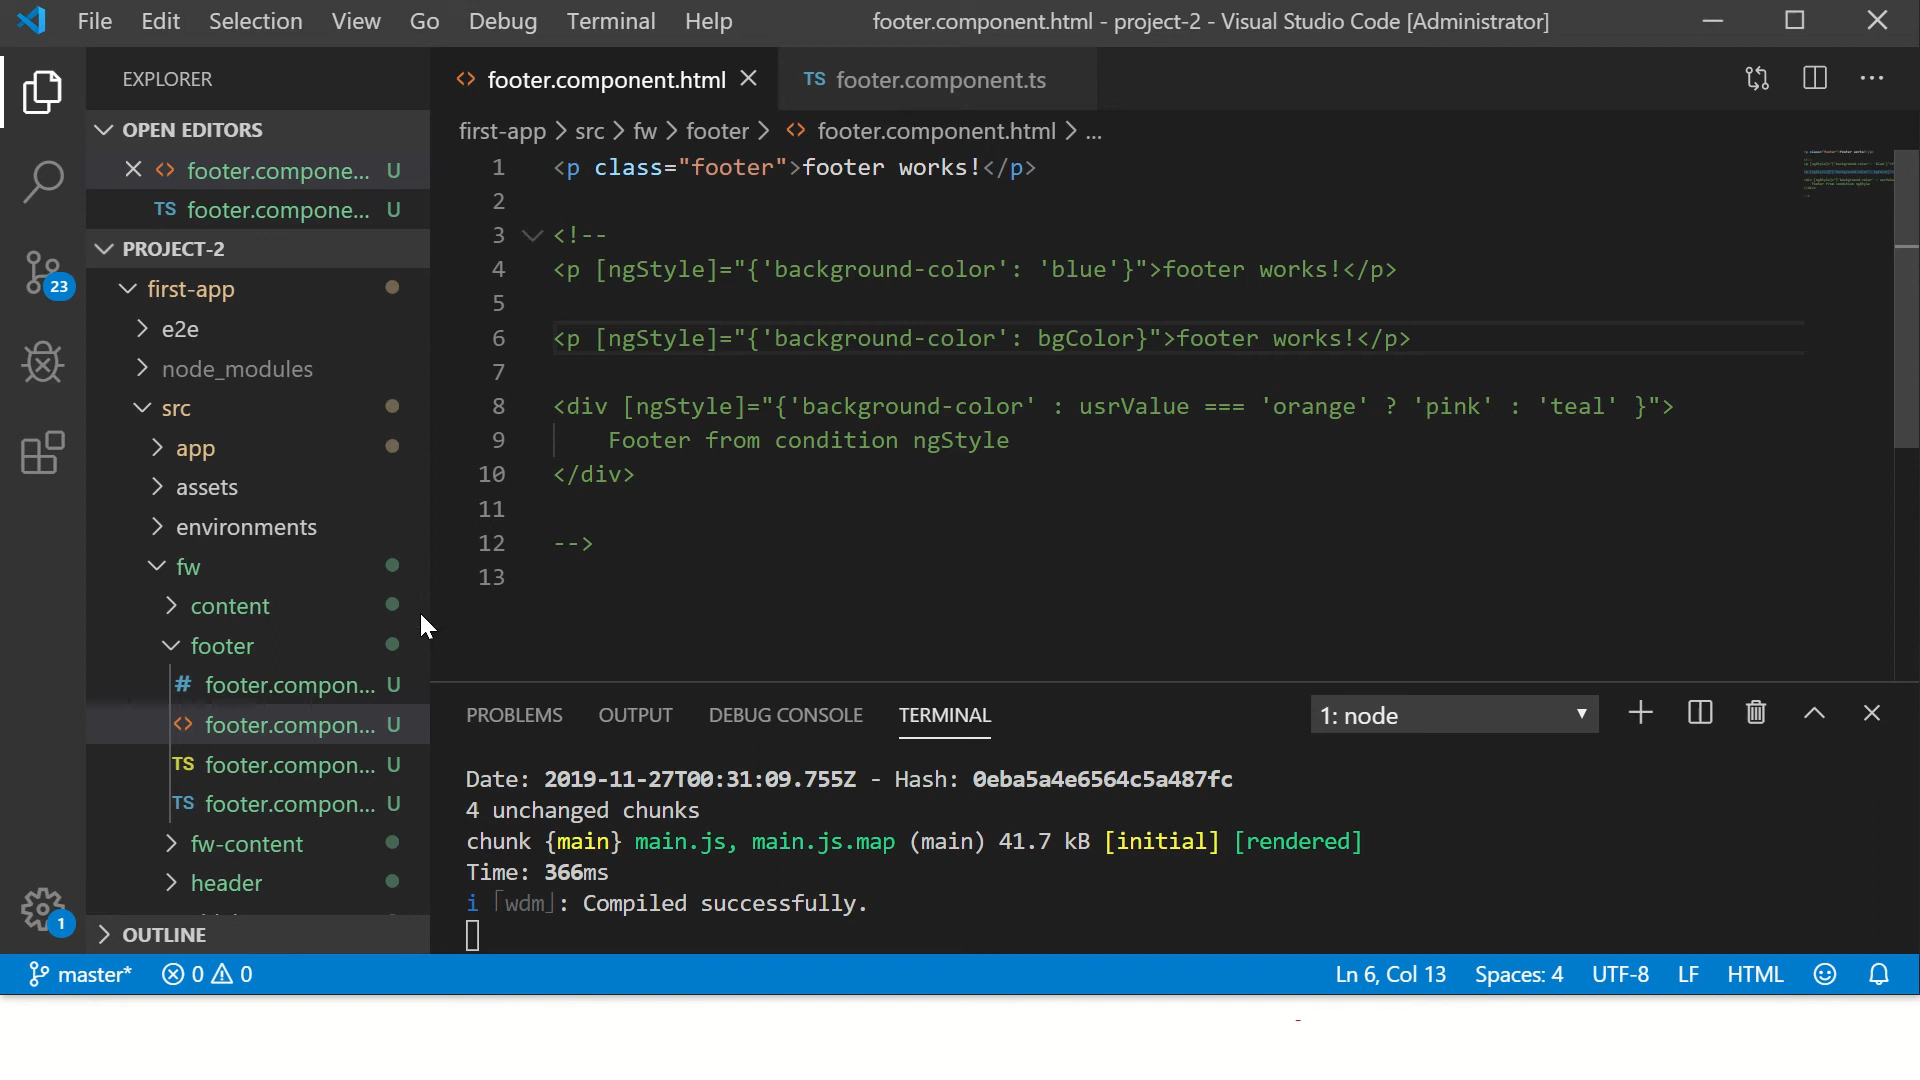 File Edit Selection View Go Debug Terminal Help footer.component.html - project-2 - Visual Studio Code [Administrator]
EXPLORER
OPEN EDITORS
footer.compone... U
TS footer.compone... U
PROJECT-2
first-app
e2e
node_modules
src
app
assets
environments
fw
content
footer
# footer.compon... U
<> footer.compon... U
TS footer.compon... U
TS footer.compon... U
fw-content
header
OUTLINE
23
1
<> footer.component.html TS footer.component.ts
first-app > src > fw > footer > <> footer.component.html > ...
1 <p class="footer">footer works!</p>
2
3 <!--
4 <p [ngStyle]="{'background-color': 'blue'}">footer works!</p>
5
6 <p [ngStyle]="{'background-color': bgColor}">footer works!</p>
7
8 <div [ngStyle]="{'background-color' : usrValue === 'orange' ? 'pink' : 'teal' }">
9 Footer from condition ngStyle
10 </div>
11
12 -->
13
PROBLEMS OUTPUT DEBUG CONSOLE TERMINAL 1: node
Date: 2019-11-27T00:31:09.755Z - Hash: 0eba5a4e6564c5a487fc
4 unchanged chunks
chunk {main} main.js, main.js.map (main) 41.7 kB [initial] [rendered]
Time: 366ms
i ｢wdm｣: Compiled successfully.
master* 0 0 Ln 6, Col 13 Spaces: 4 UTF-8 LF HTML